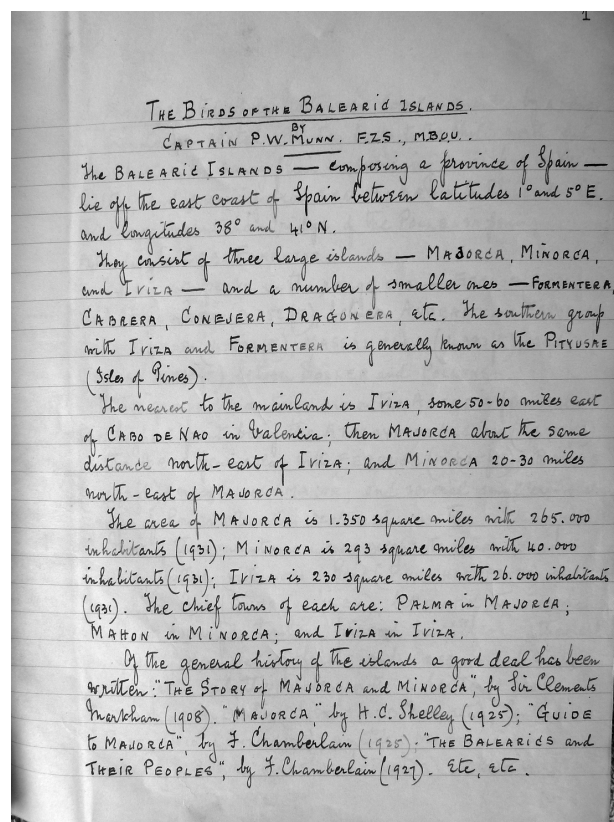 1
THE BIRDS OF THE BALEARIC ISLANDS.
BY
CAPTAIN P.W. MUNN. F.Z.S., M.B.O.U..
The BALEARIC ISLANDS — composing a province of Spain —
lie off the east coast of Spain between latitudes 1° and 5° E.
and longitudes 38° and 41° N.
They consist of three large islands — MAJORCA, MINORCA,
and IVIZA — and a number of smaller ones — FORMENTERA,
CABRERA, CONEJERA, DRAGONERA, etc. The southern group
with IVIZA and FORMENTERA is generally known as the PITYUSAE
(Isles of Pines).
The nearest to the mainland is IVIZA, some 50-60 miles east
of CABO DE NAO in Valentia; then MAJORCA about the same
distance north-east of IVIZA; and MINORCA 20-30 miles
north-east of MAJORCA.
The area of MAJORCA is 1.350 square miles with 265.000
inhabitants (1931); MINORCA is 293 square miles with 40.000
inhabitants (1931); IVIZA is 230 square miles with 26.000 inhabitants
(1931). The chief towns of each are: PALMA in MAJORCA;
MAHON in MINORCA; and IVIZA in IVIZA.
Of the general history of the islands a good deal has been
written: "THE STORY of MAJORCA and MINORCA", by Sir Clements
Markham (1908). "MAJORCA," by H.C. Shelley (1925); "GUIDE
to MAJORCA", by F. Chamberlain (1925); "THE BALEARICS and
THEIR PEOPLES", by F. Chamberlain (1927). Etc, etc.